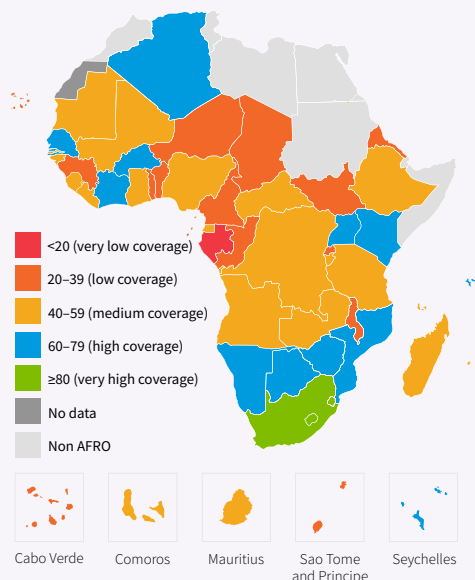 <20 (very low coverage)
20–39 (low coverage)
40–59 (medium coverage)
60–79 (high coverage)
≥80 (very high coverage)
No data
Non AFRO
Cabo Verde
Comoros
Mauritius
Sao Tome
and Principe
Seychelles